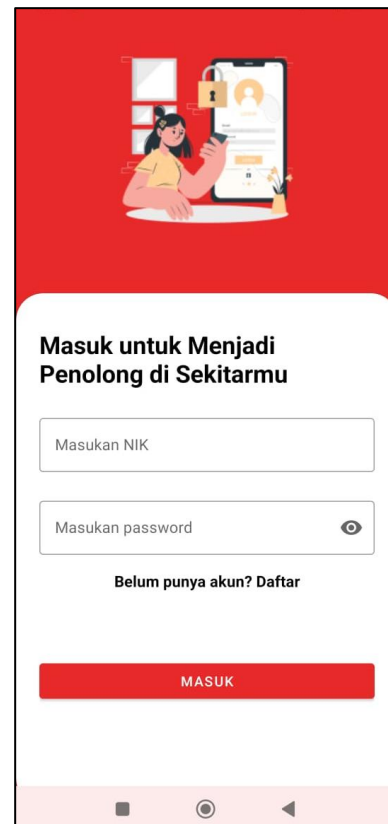 Masuk untuk Menjadi
Penolong di Sekitarmu
Masukan NIK
Masukan password
Belum punya akun? Daftar
MASUK